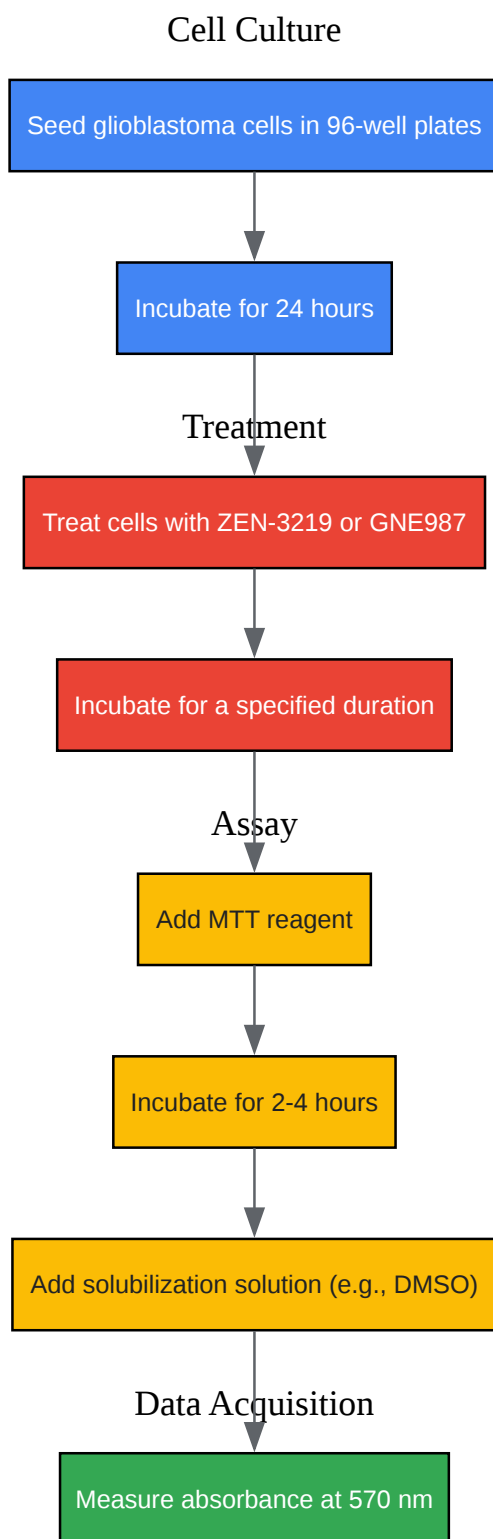 Cell Culture
Seed glioblastoma cells in 96-well plates
Incubate for 24 hours
Treatment
Treat cells with ZEN-3219 or GNE987
Incubate for a specified duration
Assay
Add MTT reagent
Incubate for 2-4 hours
Add solubilization solution (e.g., DMSO)
Data Acquisition
Measure absorbance at 570 nm